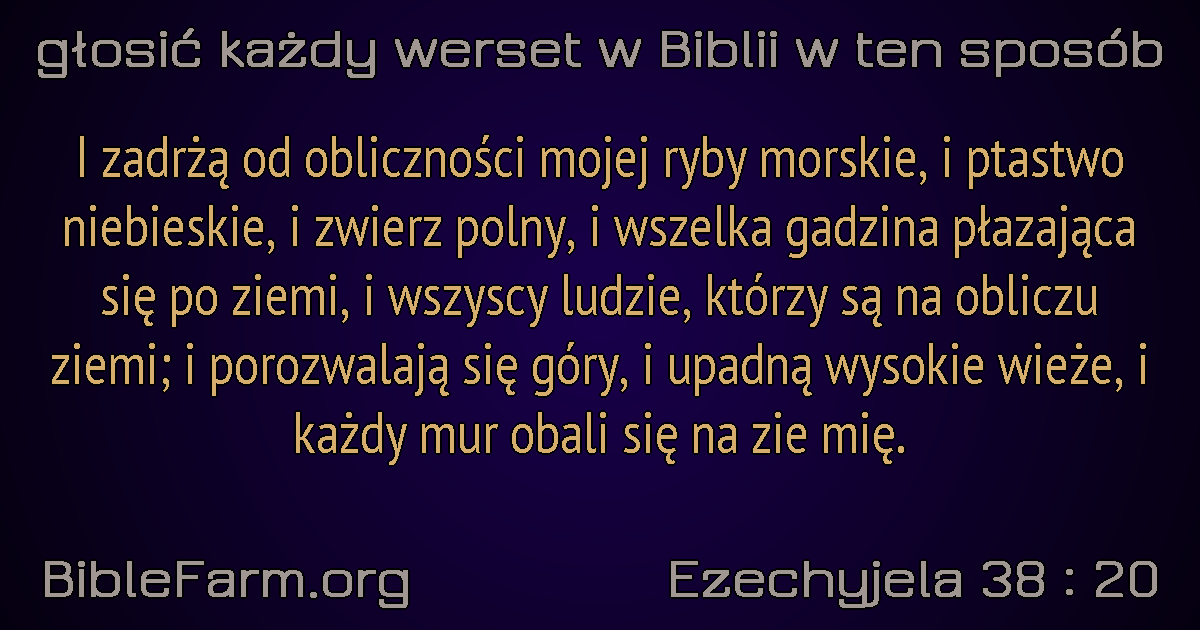 głosić każdy werset w Biblii w ten sposób
I zadrżą od obliczności mojej ryby morskie, i ptastwo
niebieskie, i zwierz polny, i wszelka gadzina płazająca
się po ziemi, i wszyscy ludzie, którzy są na obliczu
ziemi; i porozwalają się góry, i upadną wysokie wieże, i
każdy mur obali się na zie mię.
BibleFarm.org
Ezechyjela 38 : 20